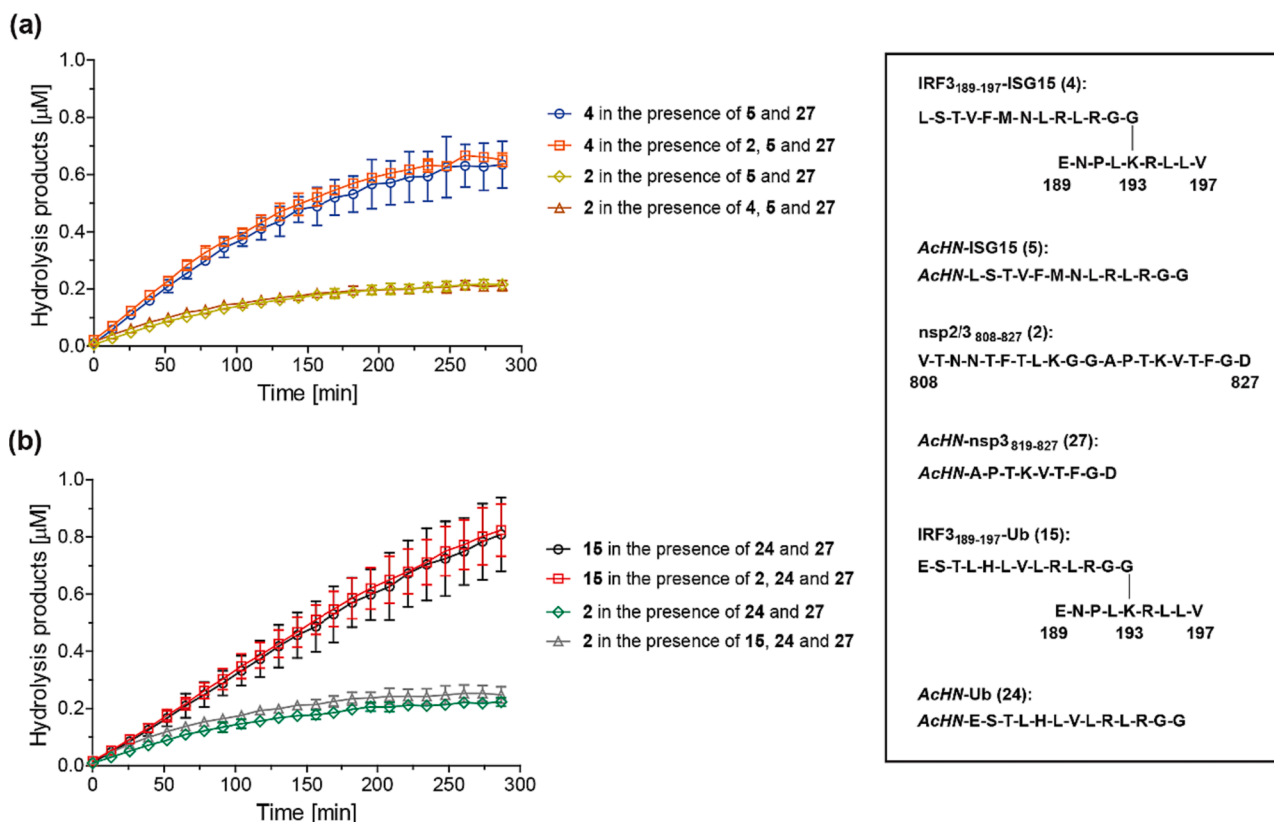 (a)
Hydrolysis products [µM]
1.0
0.8
0.6
0.4
0.2
0.0
0 50 100 150 200 250 300
Time [min]
4 in the presence of 5 and 27
4 in the presence of 2, 5 and 27
2 in the presence of 5 and 27
2 in the presence of 4, 5 and 27
(b)
Hydrolysis products [µM]
1.0
0.8
0.6
0.4
0.2
0.0
0 50 100 150 200 250 300
Time [min]
15 in the presence of 24 and 27
15 in the presence of 2, 24 and 27
2 in the presence of 24 and 27
2 in the presence of 15, 24 and 27
IRF3189-197-ISG15 (4):
L-S-T-V-F-M-N-L-R-L-R-G-G
E-N-P-L-K-R-L-L-V
189 193 197
AcHN-ISG15 (5):
AcHN-L-S-T-V-F-M-N-L-R-L-R-G-G
nsp2/3 808-827 (2):
V-T-N-N-T-F-T-L-K-G-G-A-P-T-K-V-T-F-G-D
808 827
AcHN-nsp3819-827 (27):
AcHN-A-P-T-K-V-T-F-G-D
IRF3189-197-Ub (15):
E-S-T-L-H-L-V-L-R-L-R-G-G
E-N-P-L-K-R-L-L-V
189 193 197
AcHN-Ub (24):
AcHN-E-S-T-L-H-L-V-L-R-L-R-G-G